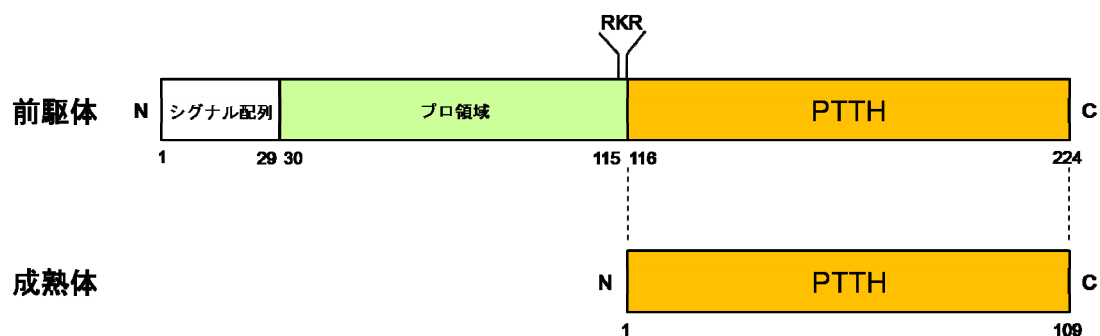 RKR
前駆体 N シグナル配列 プロ領域 PTTH C
1 29 30 115 116 224
成熟体 N PTTH C
1 109